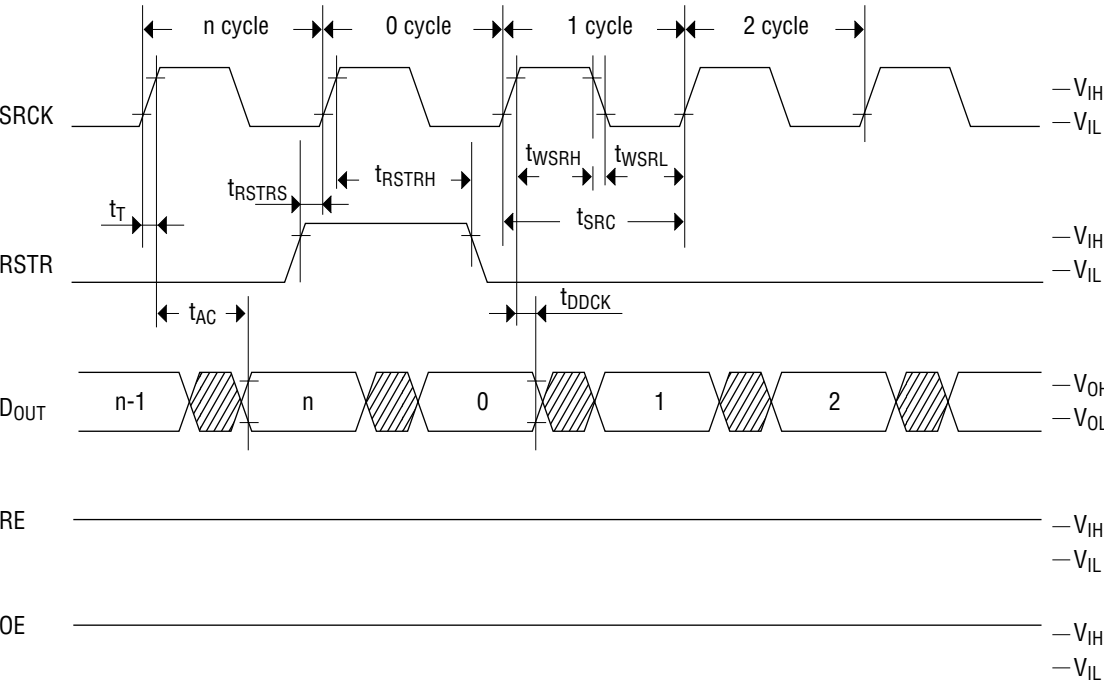 n cycle 0 cycle 1 cycle 2 cycle
SRCK
VIH
VIL
tWSRH tWSRL
tRSTRH
tRSTRS
tT
tSRC
RSTR
VIH
VIL
tAC
tDDCK
DOUT
n-1 n 0 1 2
VOH
VOL
RE
VIH
VIL
OE
VIH
VIL